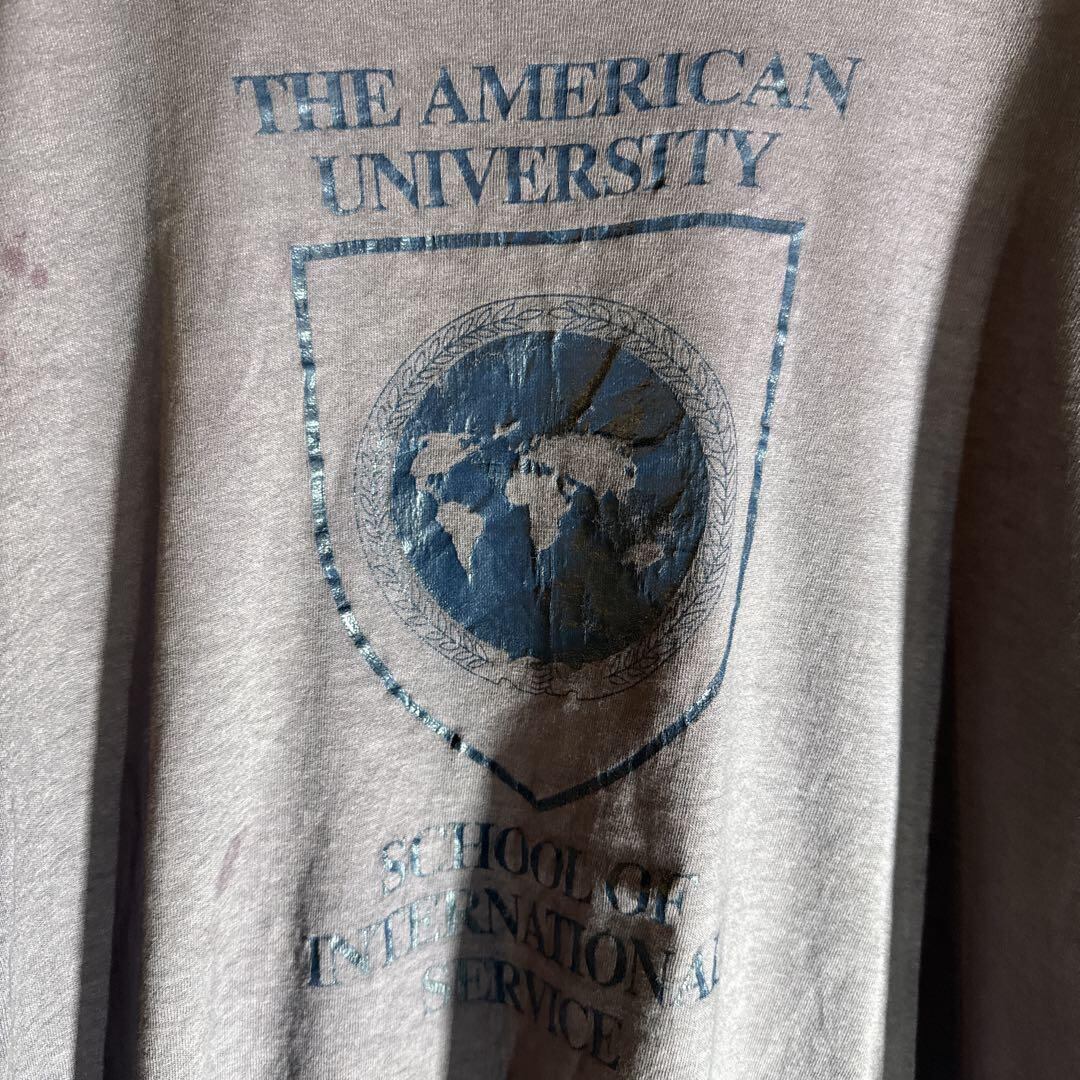 THE AMERICAN
UNIVERSITY
SCHOOL OF
INTERNATIONAL
SERVICE